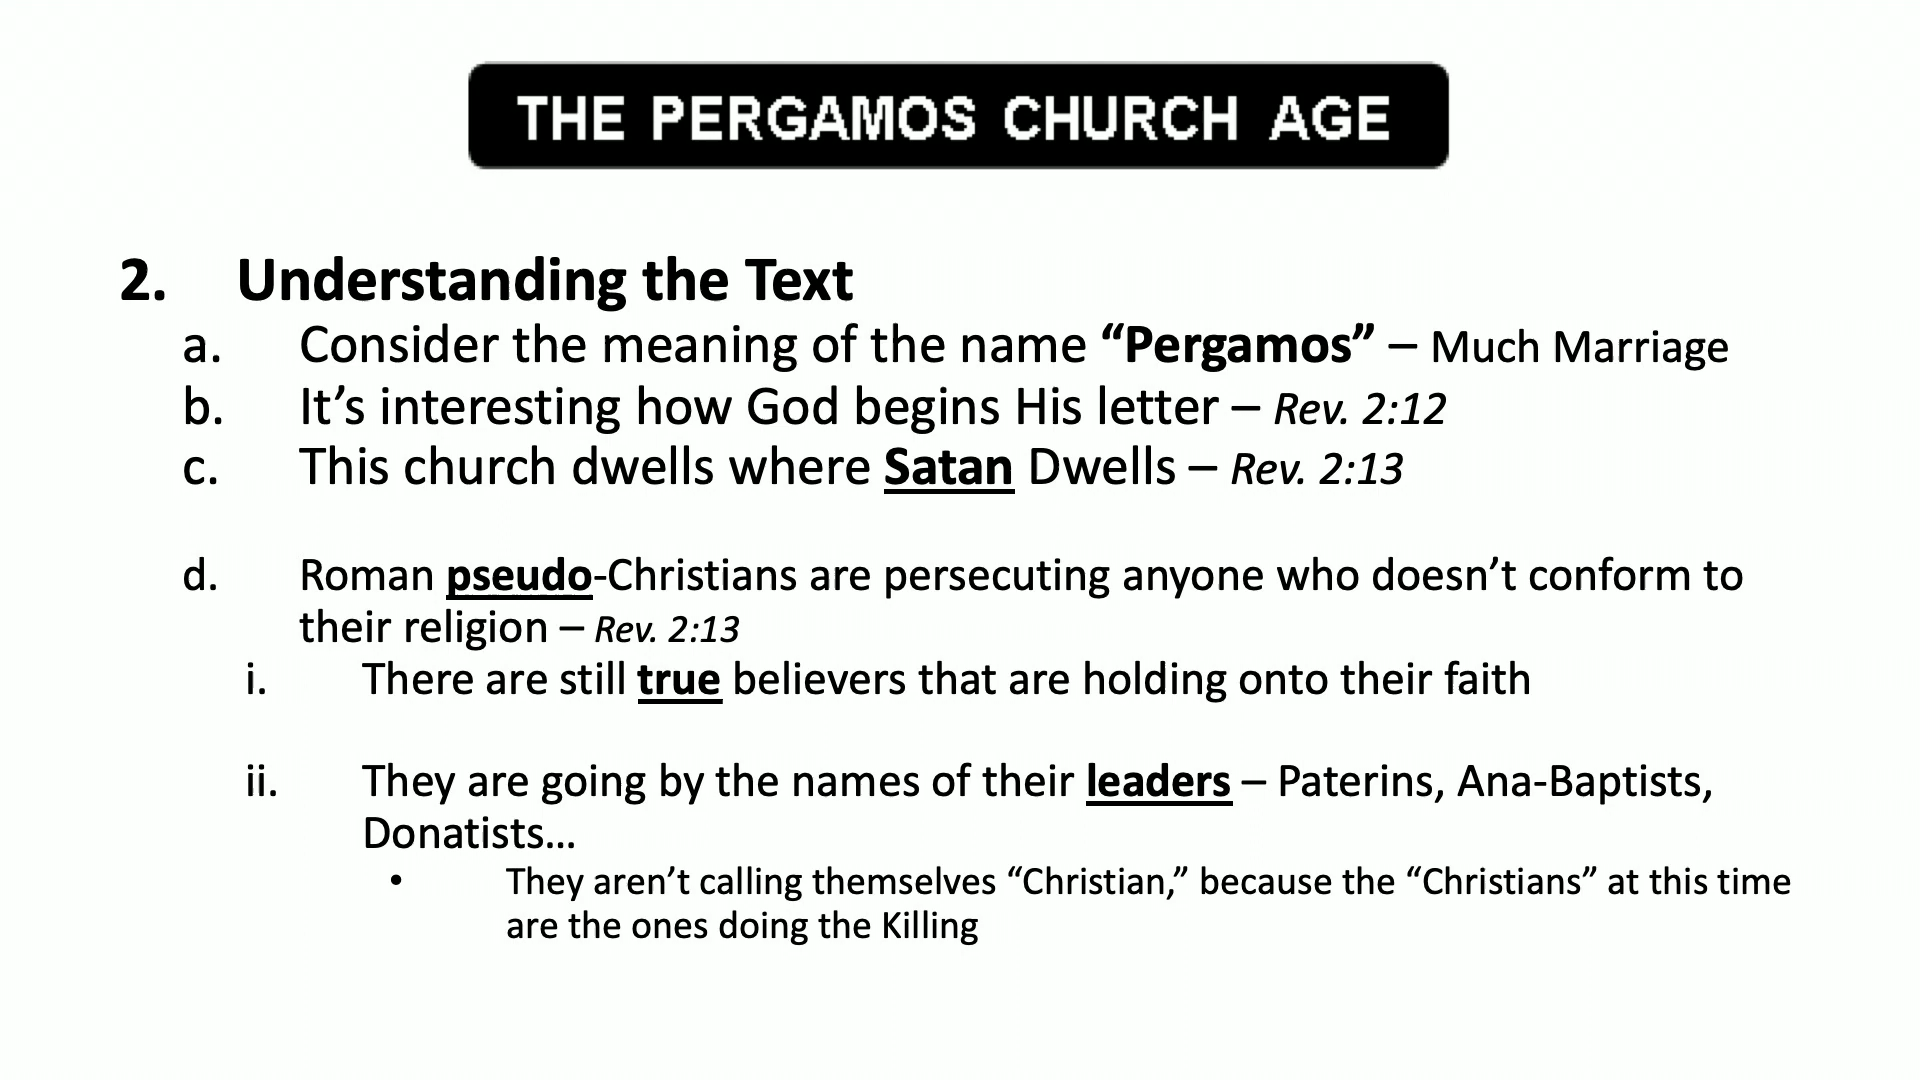 THE PERGAMOS CHURCH AGE
2. Understanding the Text
a. Consider the meaning of the name “Pergamos” – Much Marriage
b. It’s interesting how God begins His letter – Rev. 2:12
c. This church dwells where Satan Dwells – Rev. 2:13
d. Roman pseudo-Christians are persecuting anyone who doesn’t conform to
their religion – Rev. 2:13
i. There are still true believers that are holding onto their faith
ii. They are going by the names of their leaders – Paterins, Ana-Baptists,
Donatists...
• They aren’t calling themselves “Christian,” because the “Christians” at this time
are the ones doing the Killing